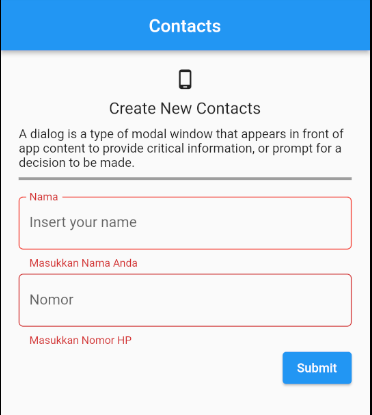 Contacts
Create New Contacts
A dialog is a type of modal window that appears in front of
app content to provide critical information, or prompt for a
decision to be made.
Nama
Insert your name
Masukkan Nama Anda
Nomor
Masukkan Nomor HP
Submit